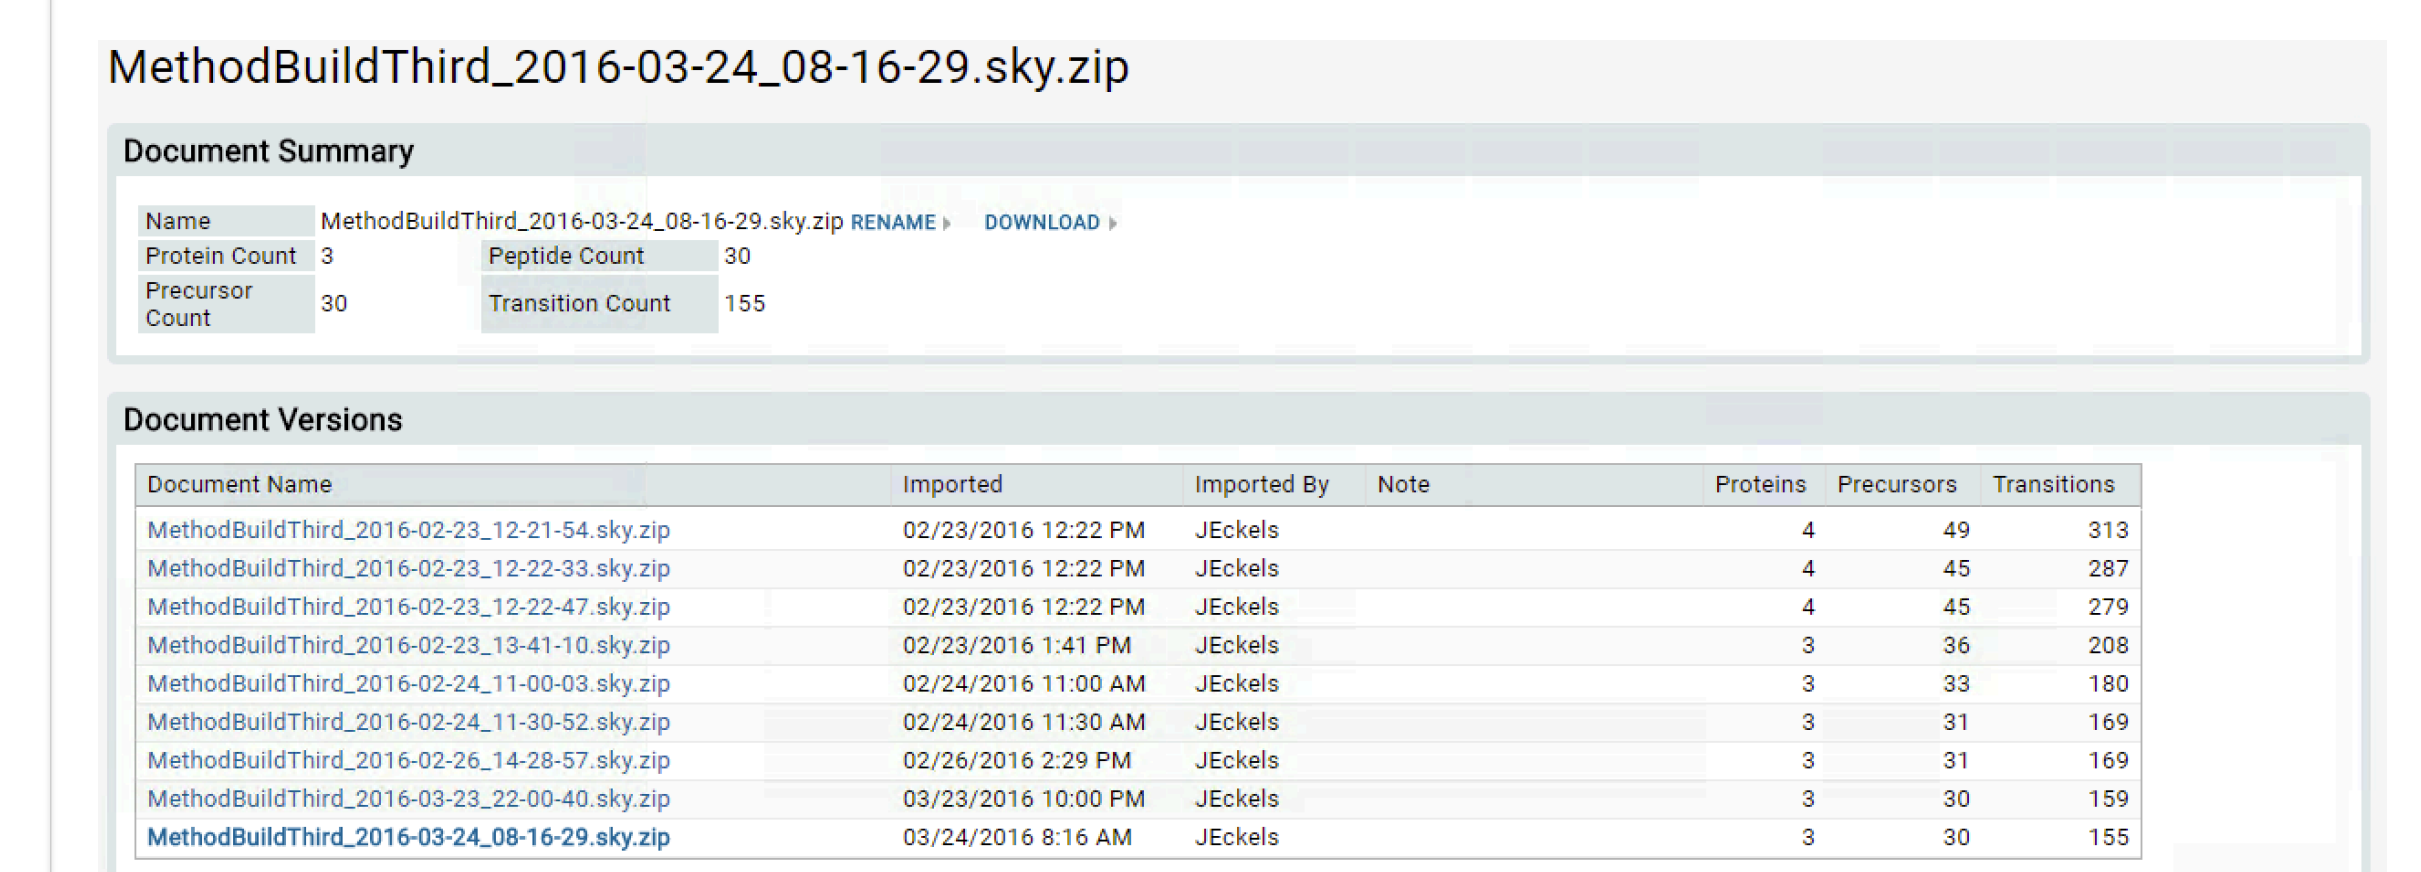 MethodBuildThird_2016-03-24_08-16-29.sky.zip
Document Summary
Name MethodBuildThird_2016-03-24_08-16-29.sky.zip RENAME DOWNLOAD
Protein Count 3 Peptide Count 30
Precursor Count 30 Transition Count 155
Document Versions
Document Name Imported Imported By Note Proteins Precursors Transitions
MethodBuildThird_2016-02-23_12-21-54.sky.zip 02/23/2016 12:22 PM JEckels 4 49 313
MethodBuildThird_2016-02-23_12-22-33.sky.zip 02/23/2016 12:22 PM JEckels 4 45 287
MethodBuildThird_2016-02-23_12-22-47.sky.zip 02/23/2016 12:22 PM JEckels 4 45 279
MethodBuildThird_2016-02-23_13-41-10.sky.zip 02/23/2016 1:41 PM JEckels 3 36 208
MethodBuildThird_2016-02-24_11-00-03.sky.zip 02/24/2016 11:00 AM JEckels 3 33 180
MethodBuildThird_2016-02-24_11-30-52.sky.zip 02/24/2016 11:30 AM JEckels 3 31 169
MethodBuildThird_2016-02-26_14-28-57.sky.zip 02/26/2016 2:29 PM JEckels 3 31 169
MethodBuildThird_2016-03-23_22-00-40.sky.zip 03/23/2016 10:00 PM JEckels 3 30 159
MethodBuildThird_2016-03-24_08-16-29.sky.zip 03/24/2016 8:16 AM JEckels 3 30 155